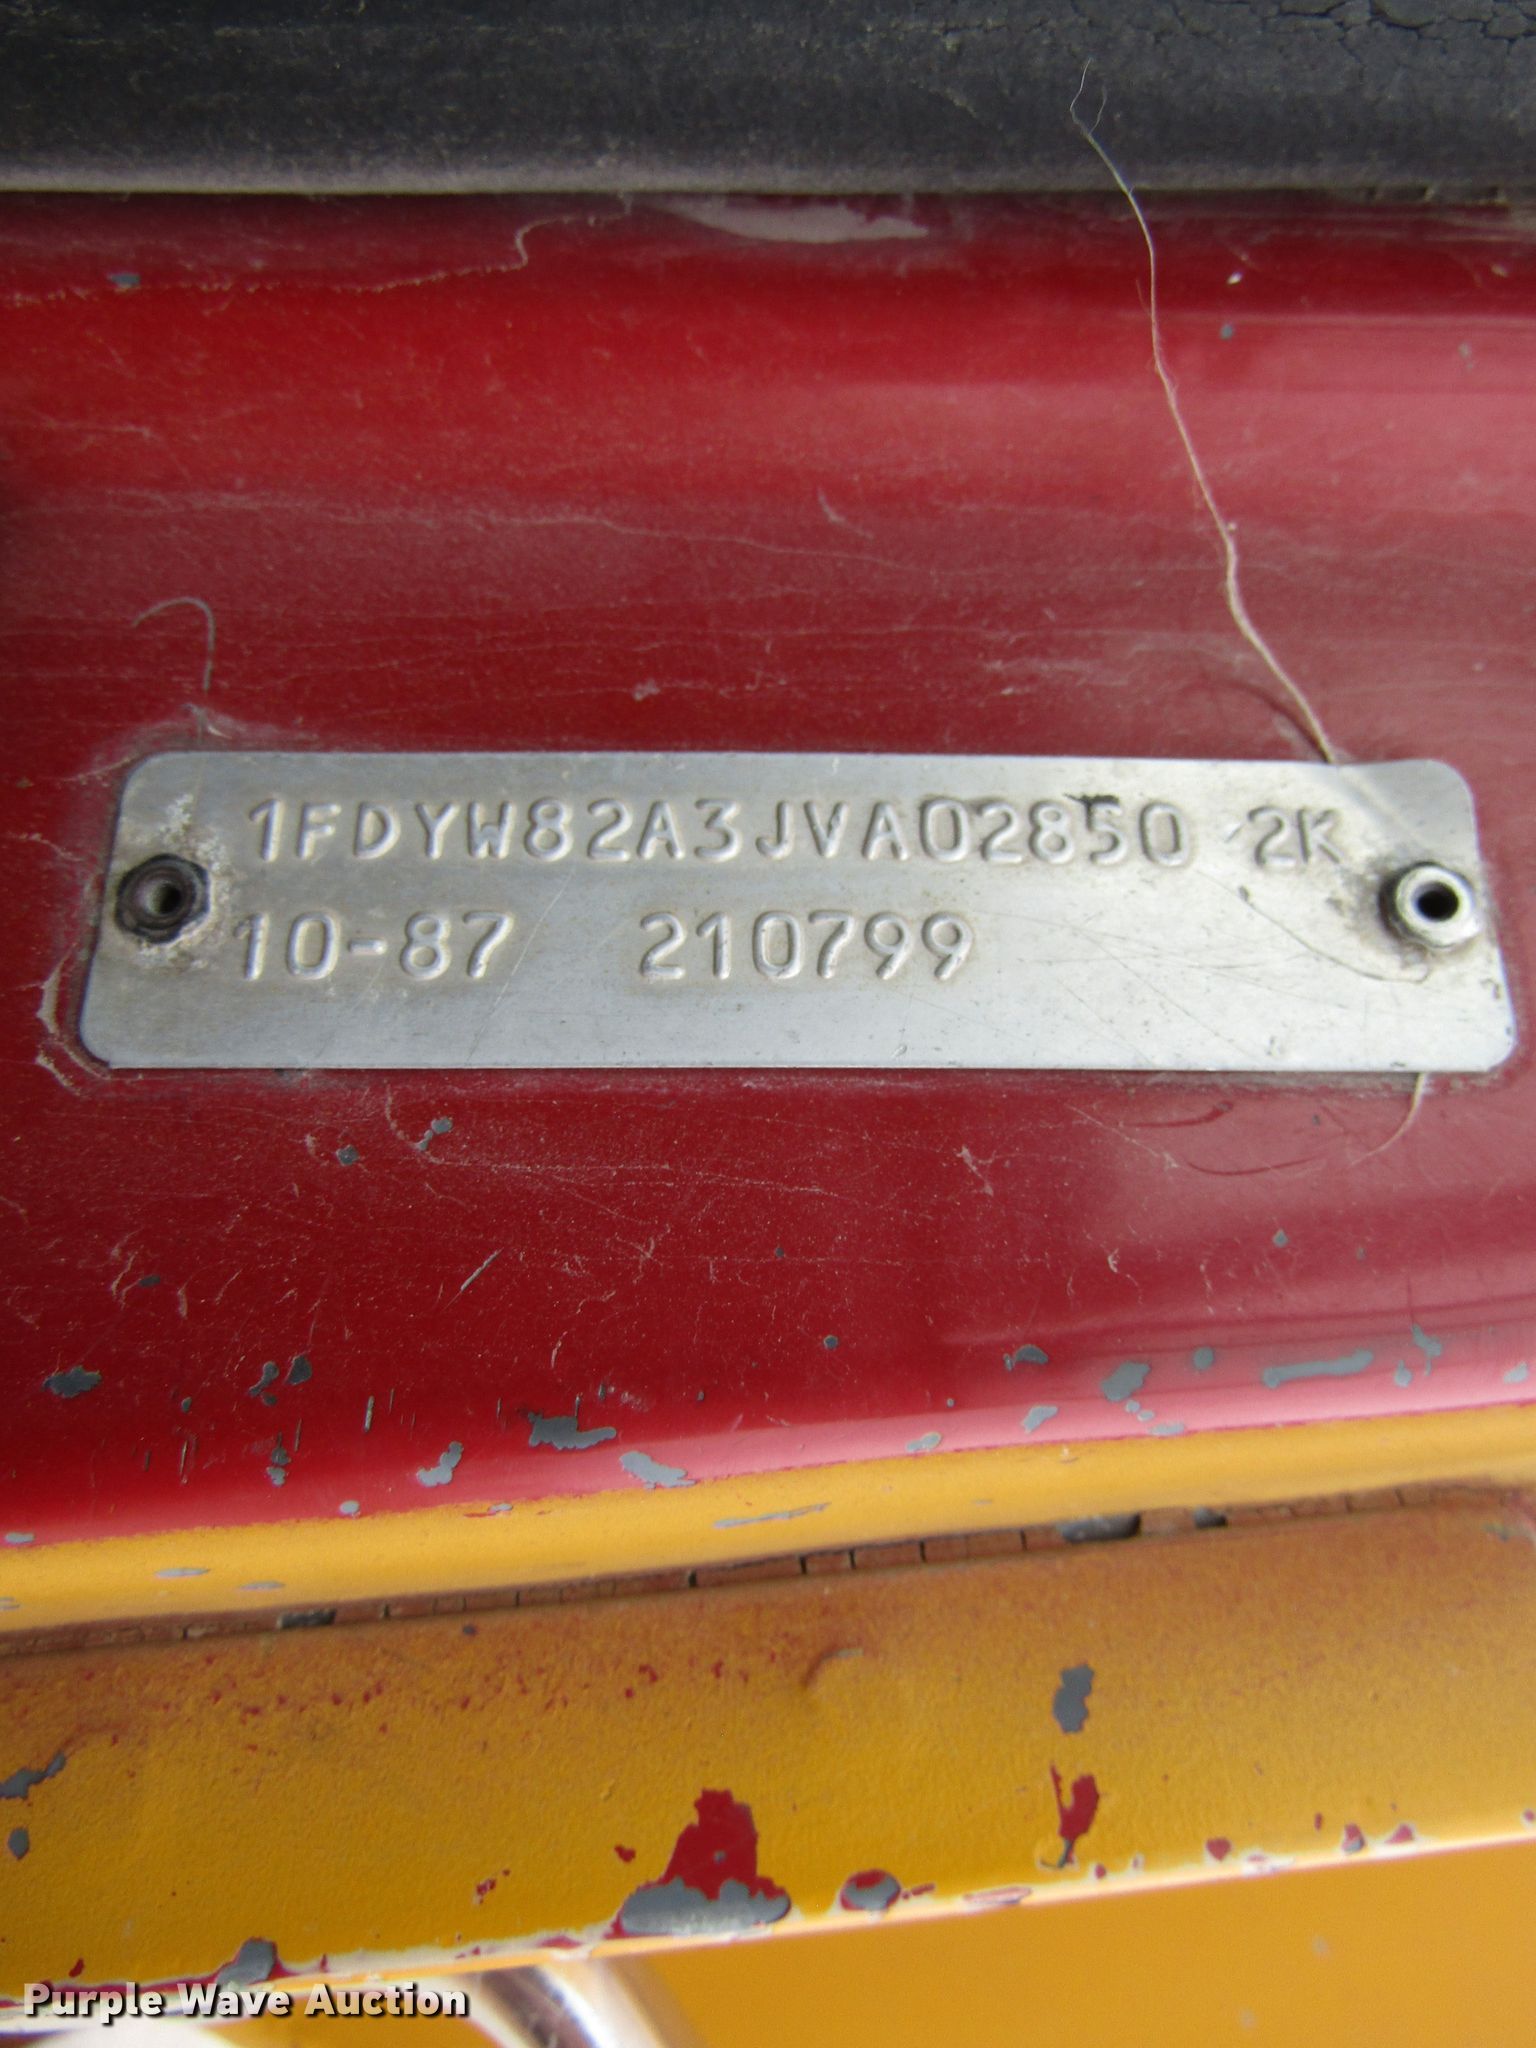 1FDYW82A3JVA02850 2K
10-87 210799
Purple Wave Auction